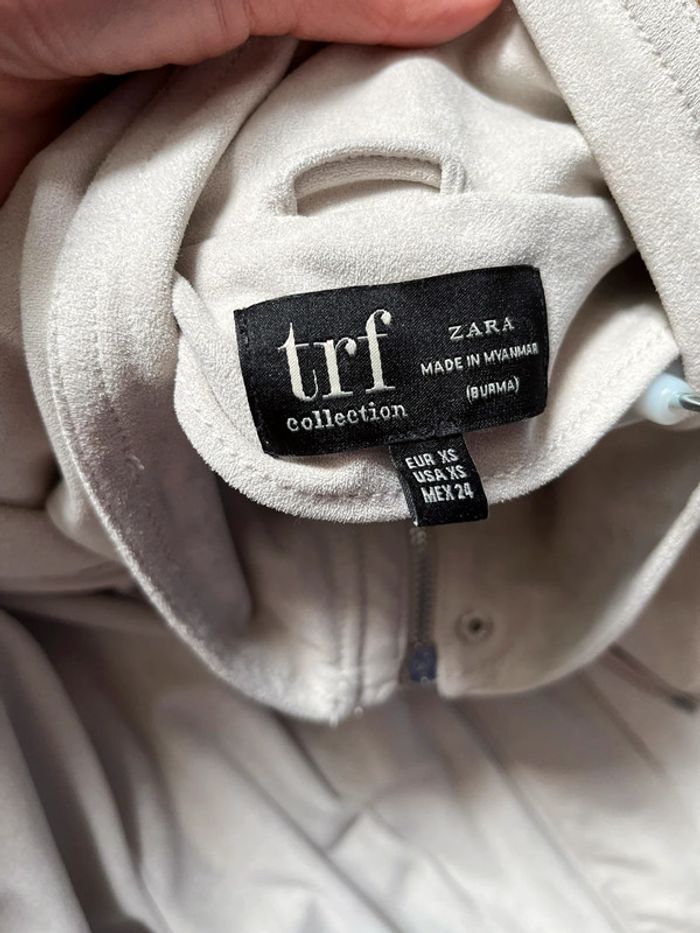 trf
collection
ZARA
MADE IN MYANMAR
(BURMA)
EUR XS
USA XS
MEX 24